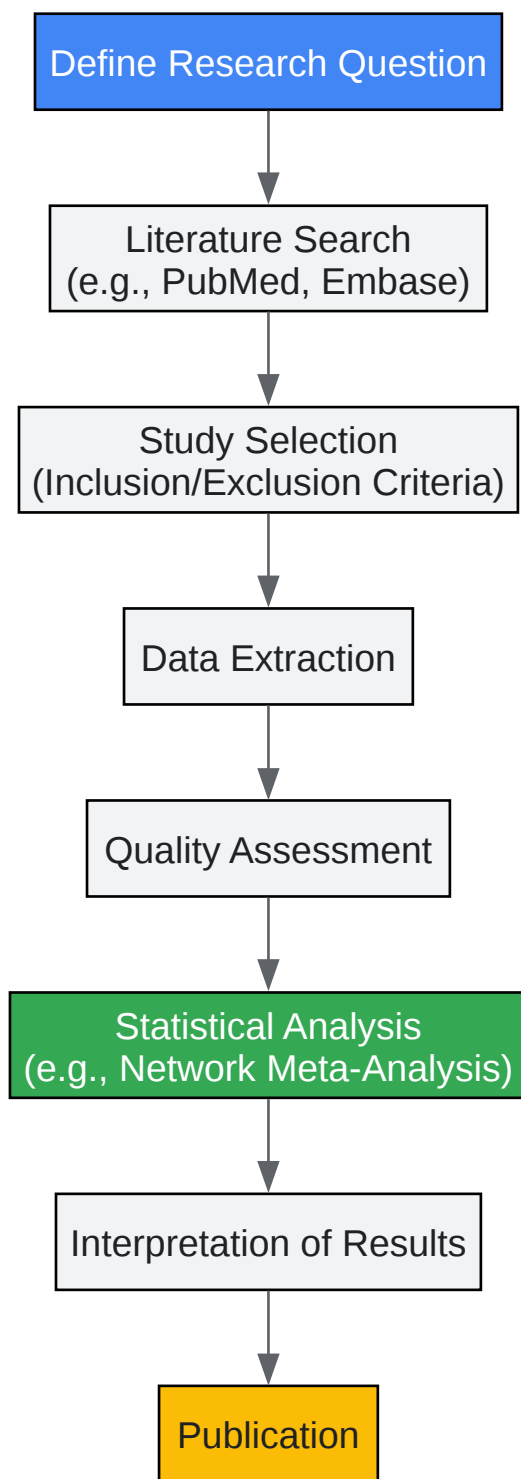 Define Research Question
Literature Search
(e.g., PubMed, Embase)
Study Selection
(Inclusion/Exclusion Criteria)
Data Extraction
Quality Assessment
Statistical Analysis
(e.g., Network Meta-Analysis)
Interpretation of Results
Publication